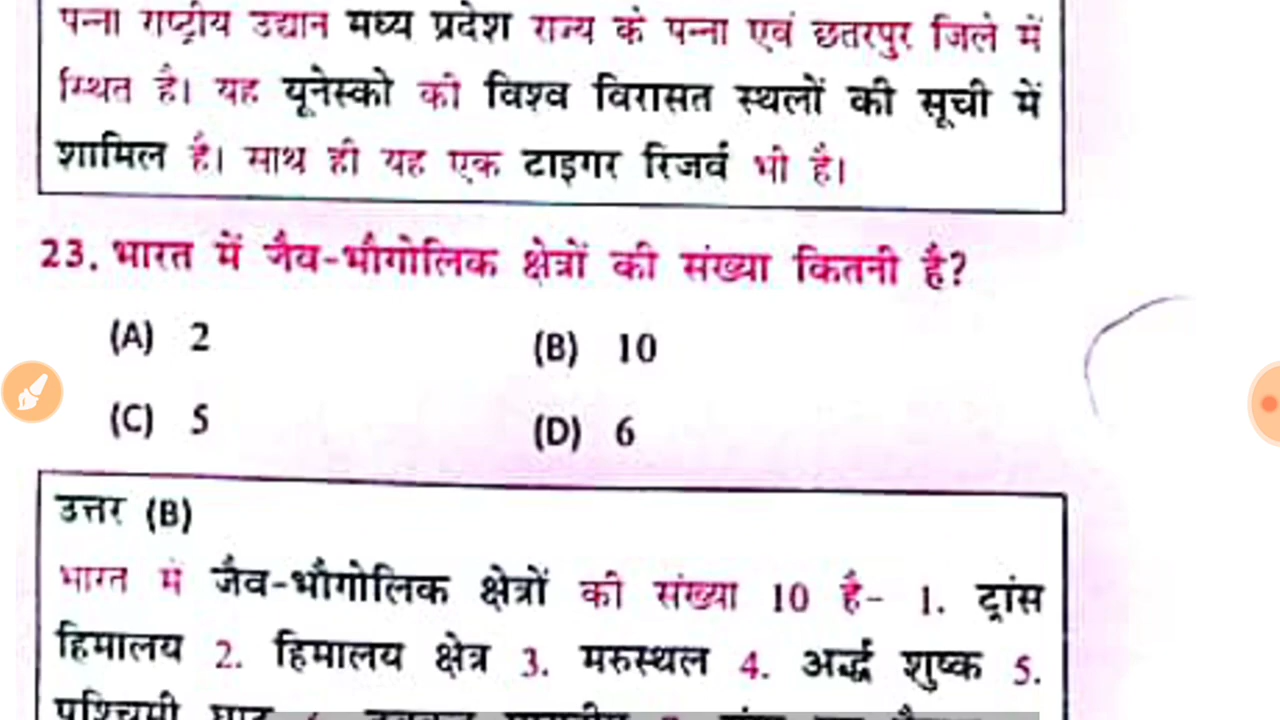 पन्ना राष्ट्रीय उद्यान मध्य प्रदेश राज्य के पन्ना एवं छतरपुर जिले में
स्थित है। यह यूनेस्को की विश्व विरासत स्थलों की सूची में
शामिल है। साथ ही यह एक टाइगर रिजर्व भी है।
23. भारत में जैव-भौगोलिक क्षेत्रों की संख्या कितनी है?
(A) 2 (B) 10
(C) 5 (D) 6
उत्तर (B)
भारत में जैव-भौगोलिक क्षेत्रों की संख्या 10 है- 1. ट्रांस
हिमालय 2. हिमालय क्षेत्र 3. मरुस्थल 4. अर्द्ध शुष्क 5.
पश्चिमी घाट